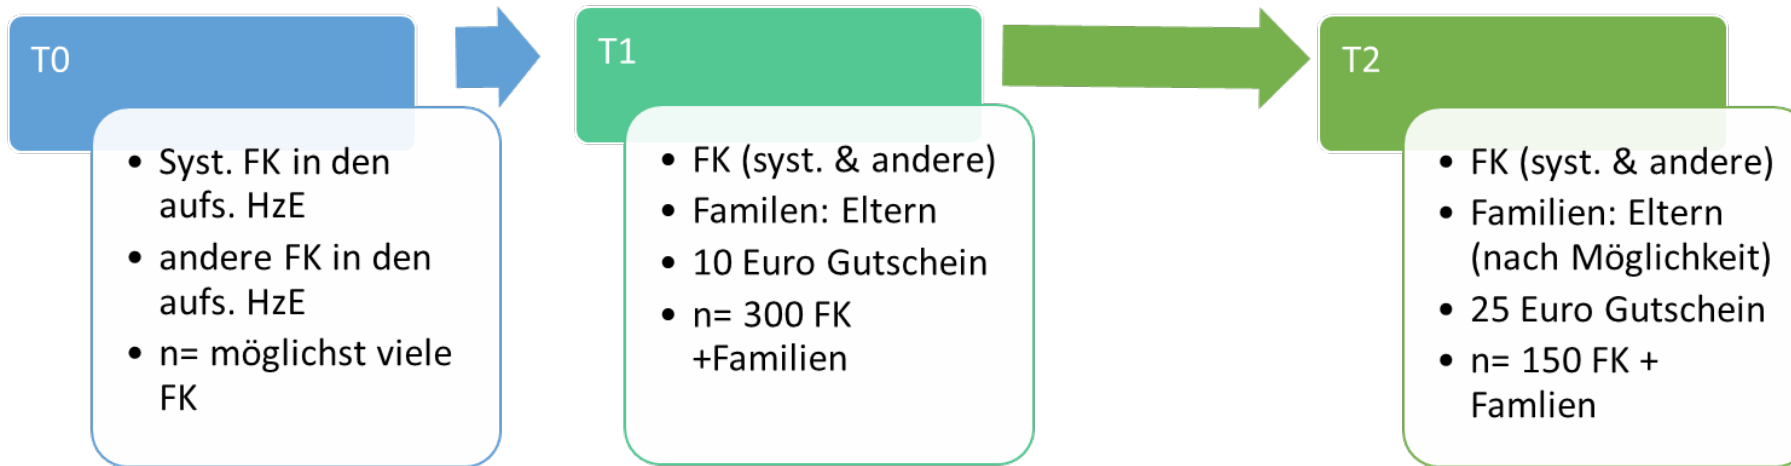 T0
• Syst. FK in den
aufs. HzE
• andere FK in den
aufs. HzE
• n= möglichst viele
FK
T1
• FK (syst. & andere)
• Familen: Eltern
• 10 Euro Gutschein
• n= 300 FK
+Familien
T2
• FK (syst. & andere)
• Familien: Eltern
(nach Möglichkeit)
• 25 Euro Gutschein
• n= 150 FK +
Famlien